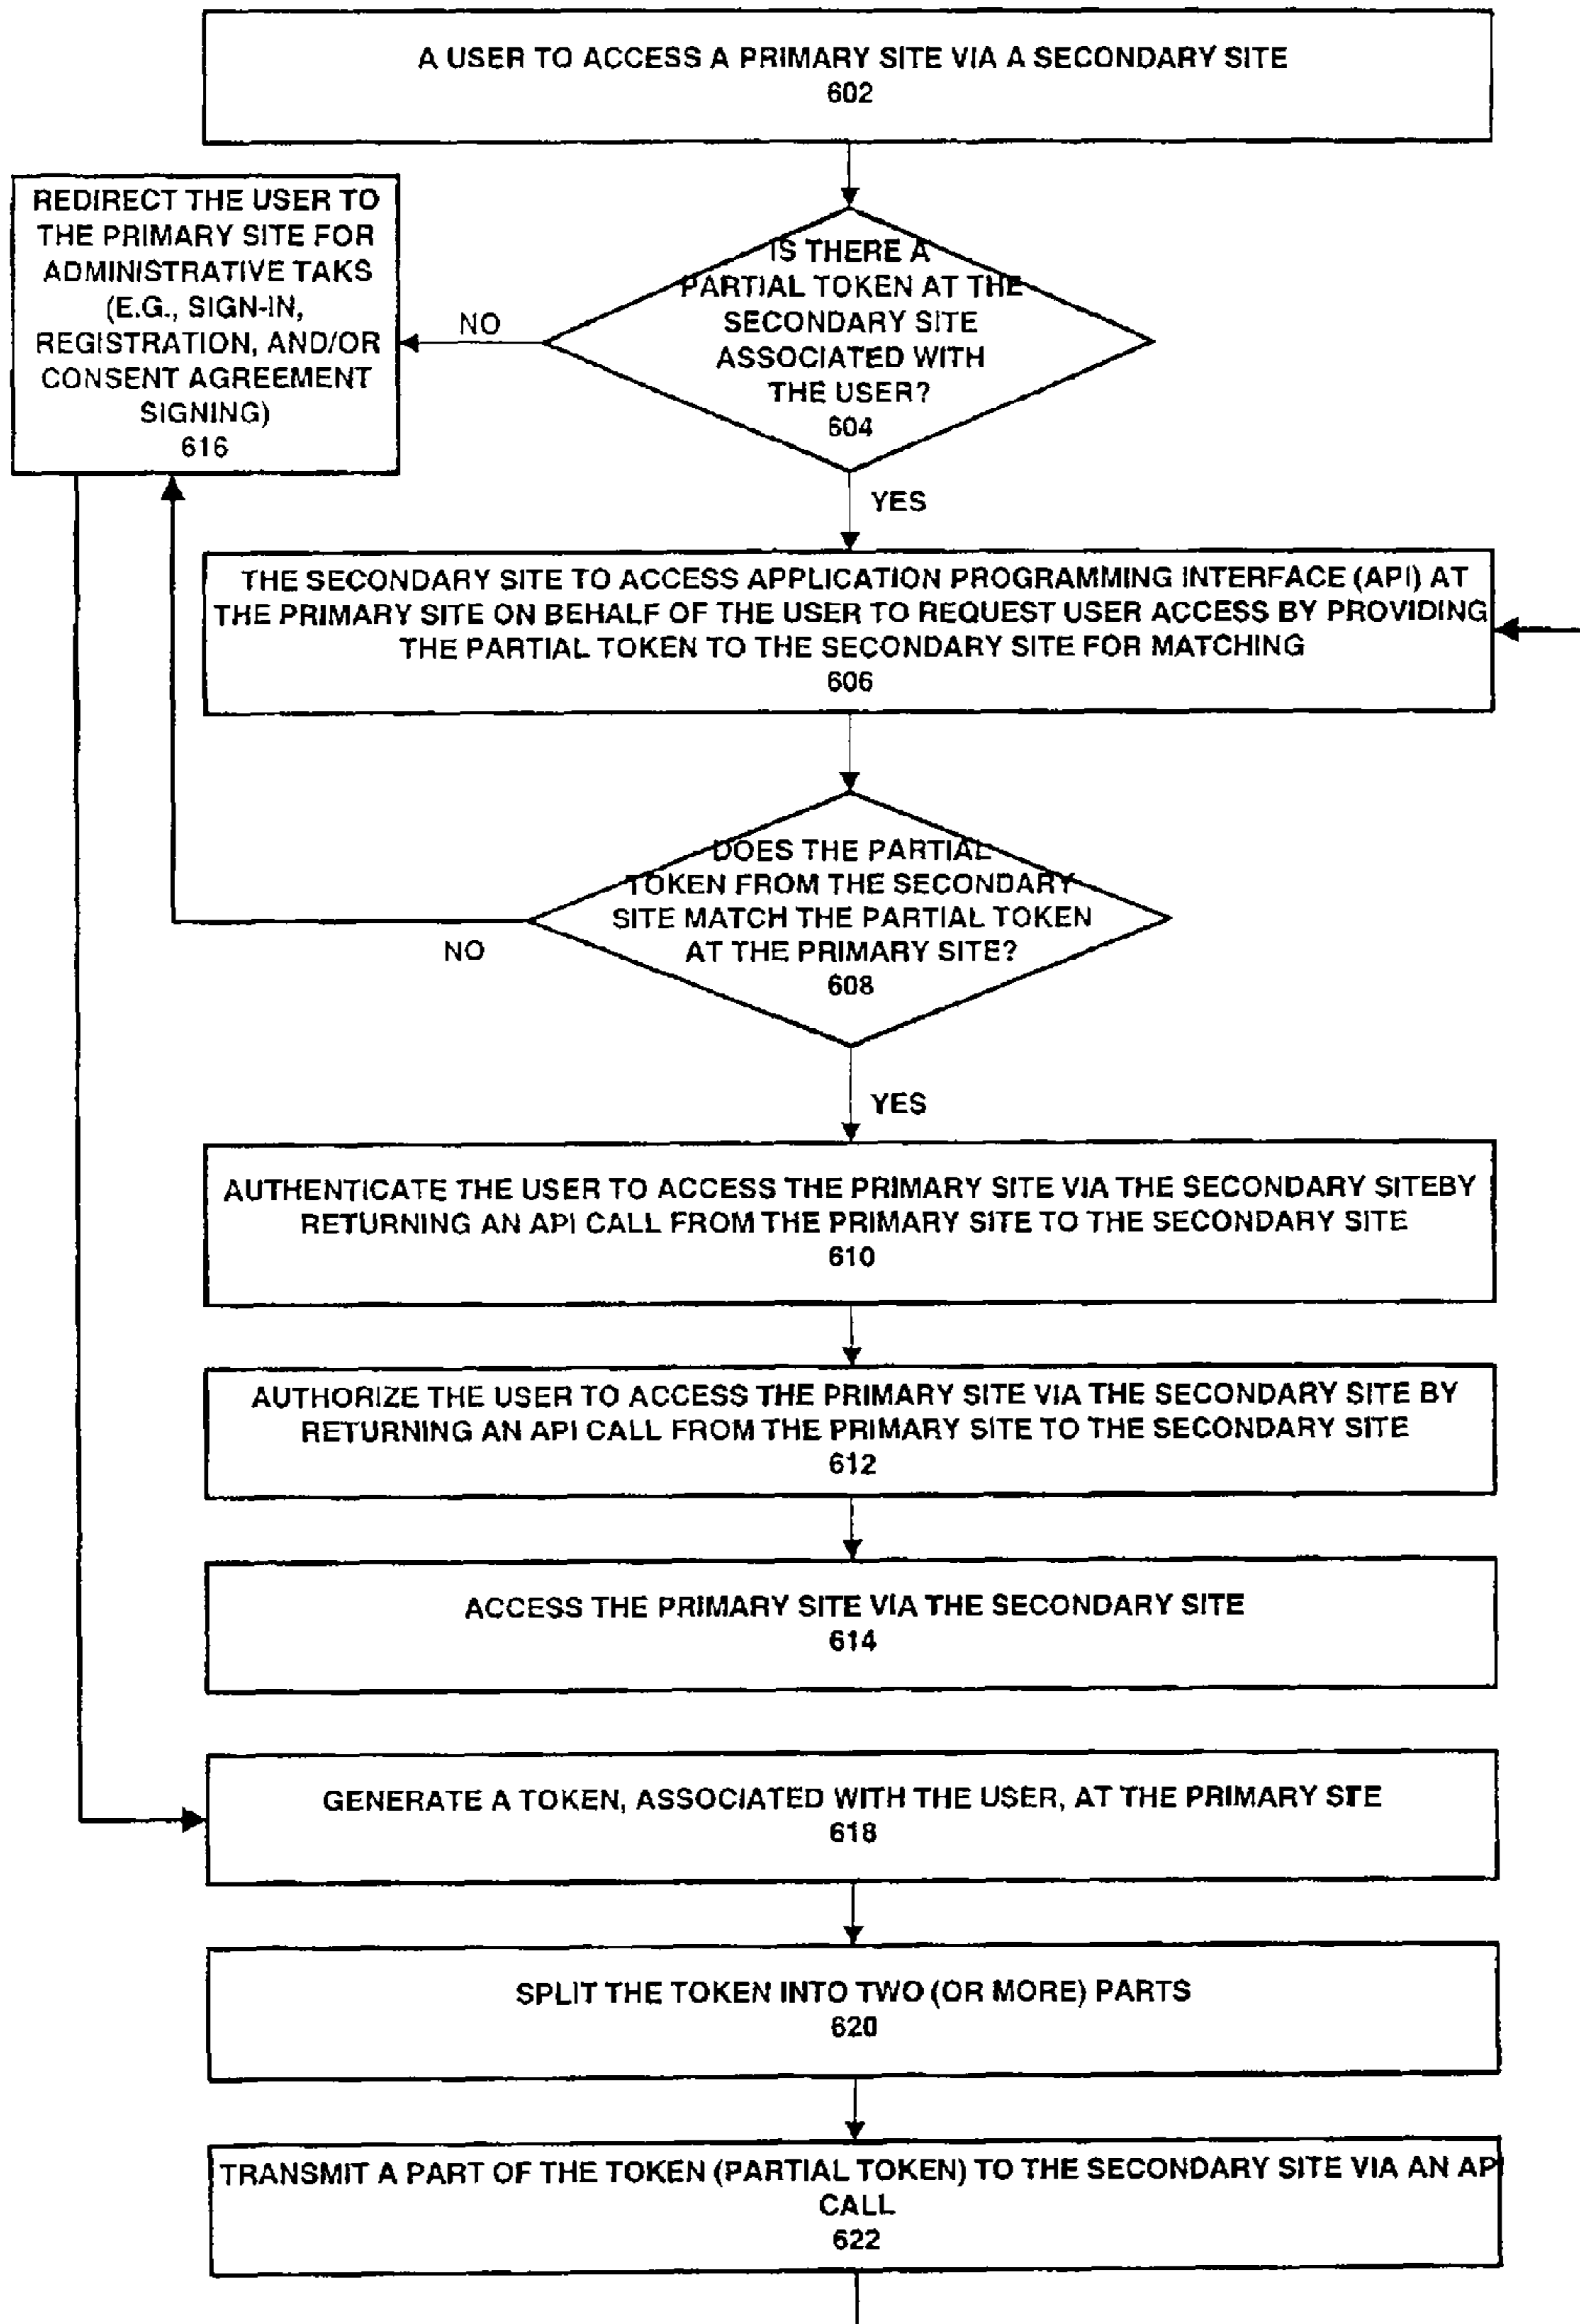 A USER TO ACCESS A PRIMARY SITE VIA A SECONDARY SITE
602
REDIRECT THE USER TO
THE PRIMARY SITE FOR
ADMINISTRATIVE TAKS
(E.G., SIGN-IN,
REGISTRATION, AND/OR
CONSENT AGREEMENT
SIGNING)
616
NO
IS THERE A
PARTIAL TOKEN AT THE
SECONDARY SITE
ASSOCIATED WITH
THE USER?
604
YES
THE SECONDARY SITE TO ACCESS APPLICATION PROGRAMMING INTERFACE (API) AT
THE PRIMARY SITE ON BEHALF OF THE USER TO REQUEST USER ACCESS BY PROVIDING
THE PARTIAL TOKEN TO THE SECONDARY SITE FOR MATCHING
606
DOES THE PARTIAL
TOKEN FROM THE SECONDARY
SITE MATCH THE PARTIAL TOKEN
AT THE PRIMARY SITE?
608
NO
YES
AUTHENTICATE THE USER TO ACCESS THE PRIMARY SITE VIA THE SECONDARY SITEBY
RETURNING AN API CALL FROM THE PRIMARY SITE TO THE SECONDARY SITE
610
AUTHORIZE THE USER TO ACCESS THE PRIMARY SITE VIA THE SECONDARY SITE BY
RETURNING AN API CALL FROM THE PRIMARY SITE TO THE SECONDARY SITE
612
ACCESS THE PRIMARY SITE VIA THE SECONDARY SITE
614
GENERATE A TOKEN, ASSOCIATED WITH THE USER, AT THE PRIMARY STE
618
SPLIT THE TOKEN INTO TWO (OR MORE) PARTS
620
TRANSMIT A PART OF THE TOKEN (PARTIAL TOKEN) TO THE SECONDARY SITE VIA AN AP
CALL
622